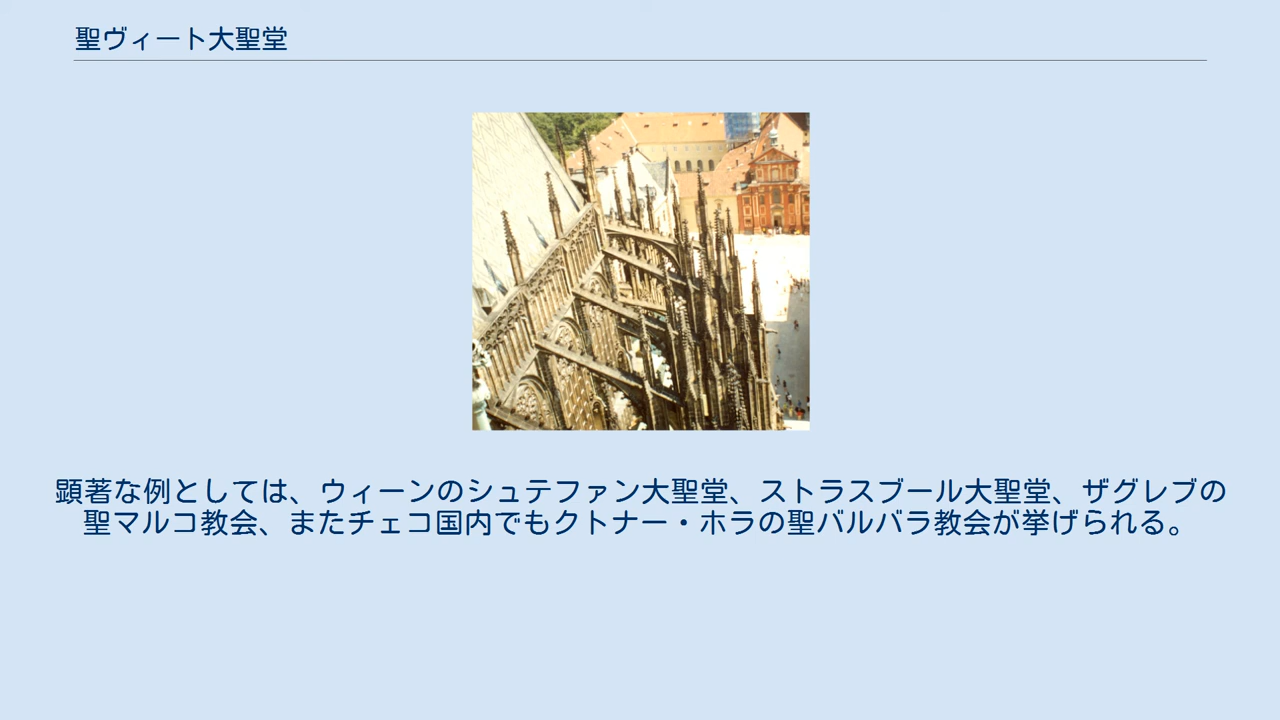 聖ヴィート大聖堂
顕著な例としては、ウィーンのシュテファン大聖堂、ストラスブール大聖堂、ザグレブの
聖マルコ教会、またチェコ国内でもクトナー・ホラの聖バルバラ教会が挙げられる。